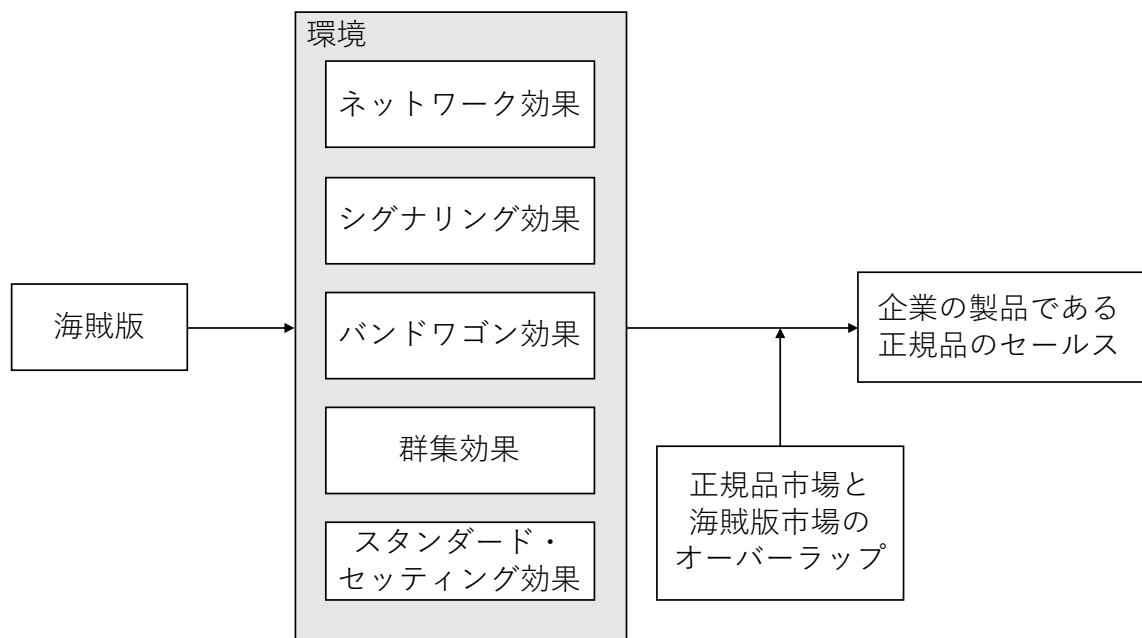 環境
ネットワーク効果
シグナリング効果
海賊版
バンドワゴン効果
企業の製品である
正規品のセールス
群集効果
正規品市場と
海賊版市場の
オーバーラップ
スタンダード・
セッティング効果